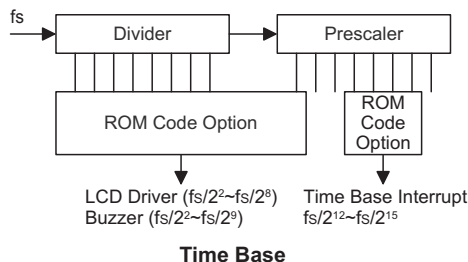 fs
Divider
Prescaler
ROM Code Option
ROM
Code
Option
LCD Driver (fs/2²~fs/2⁸)
Buzzer (fs/2²~fs/2⁹)
Time Base Interrupt
fs/2¹²~fs/2¹⁵
Time Base